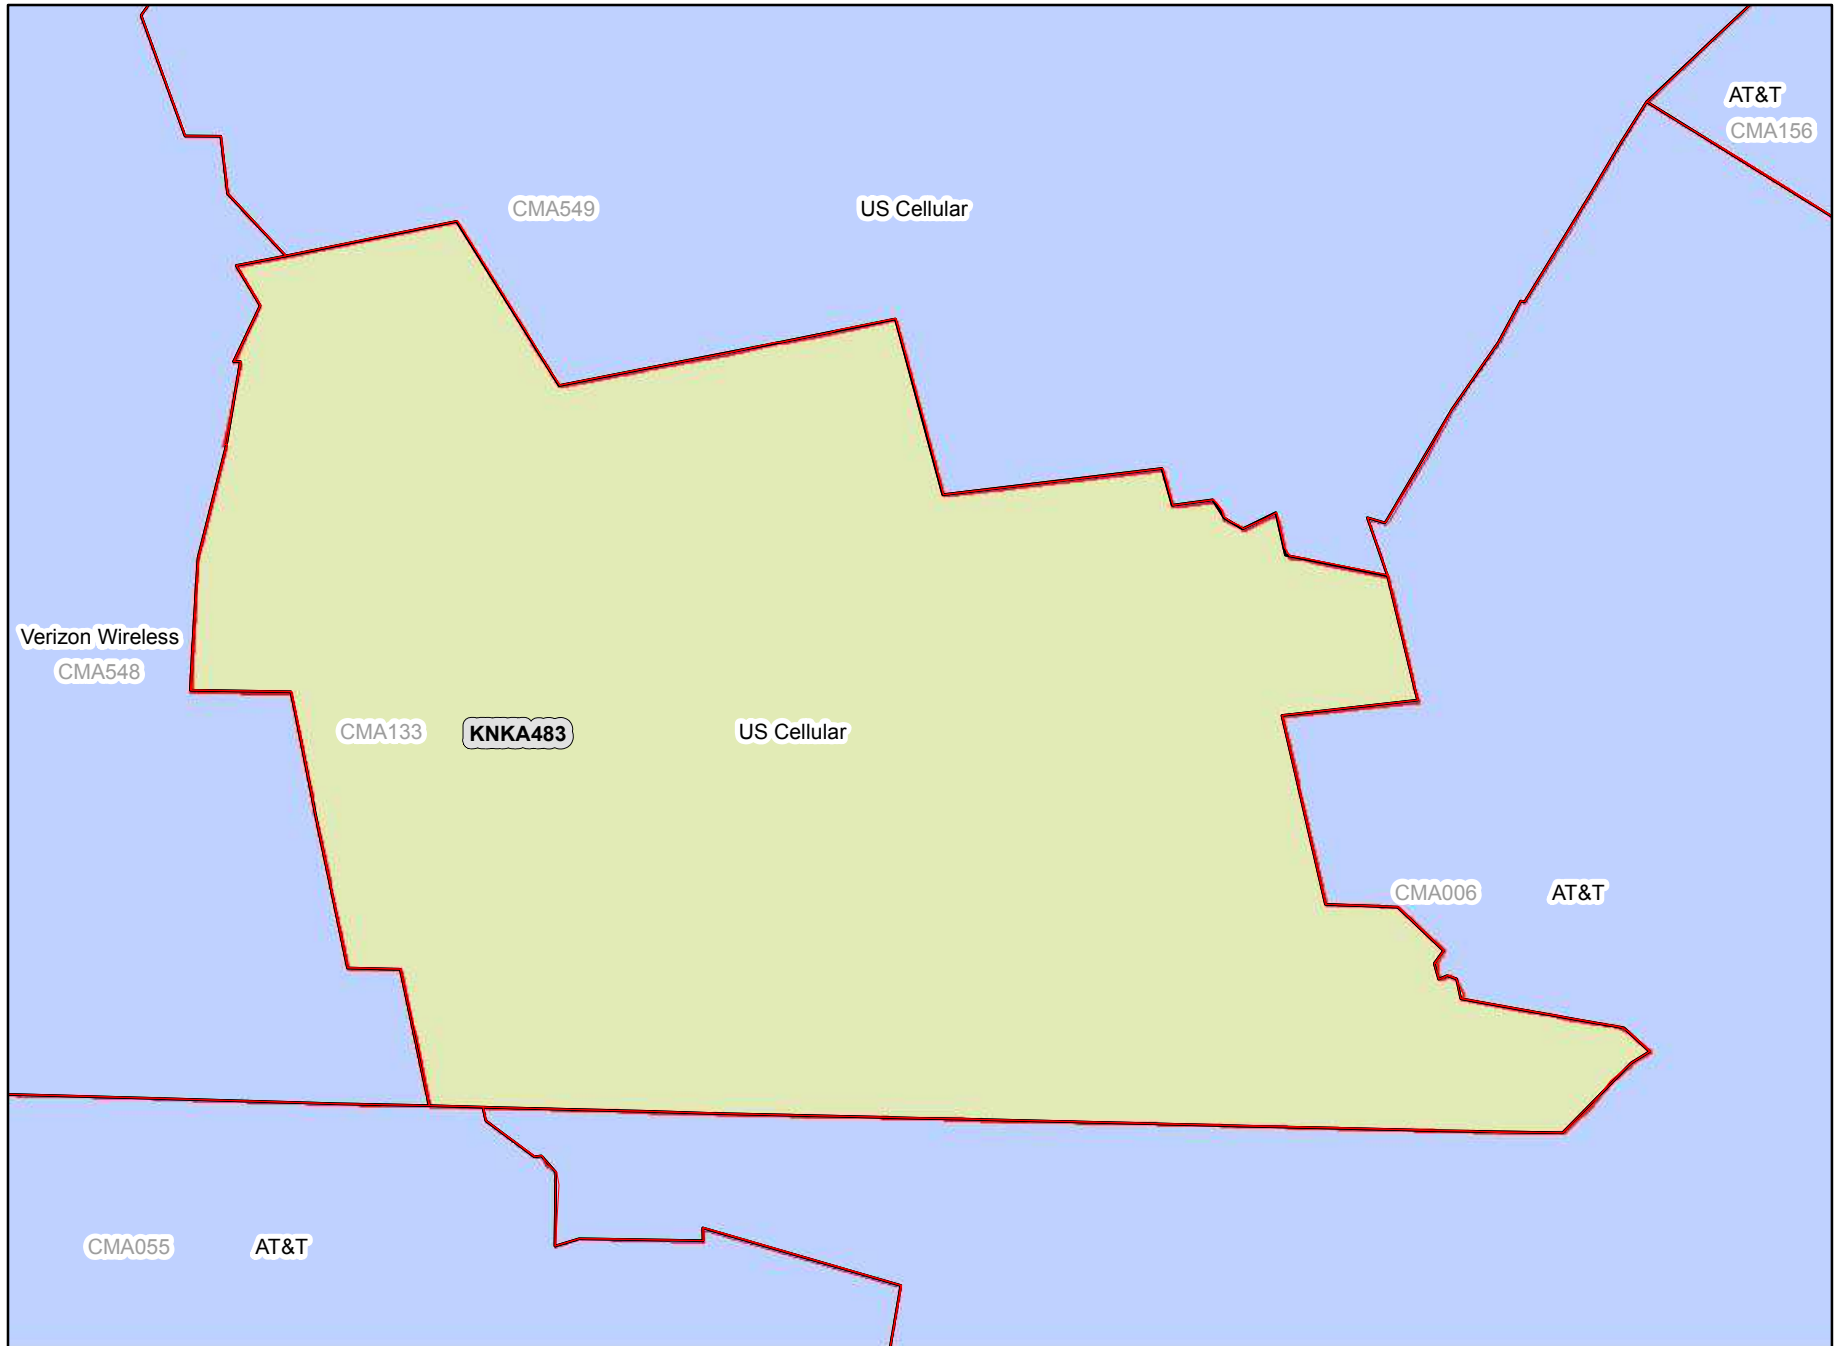 AT&T
CMA156
CMA549 US Cellular
Verizon Wireless
CMA548
CMA133 KNKA483 US Cellular
CMA006 AT&T
CMA055 AT&T